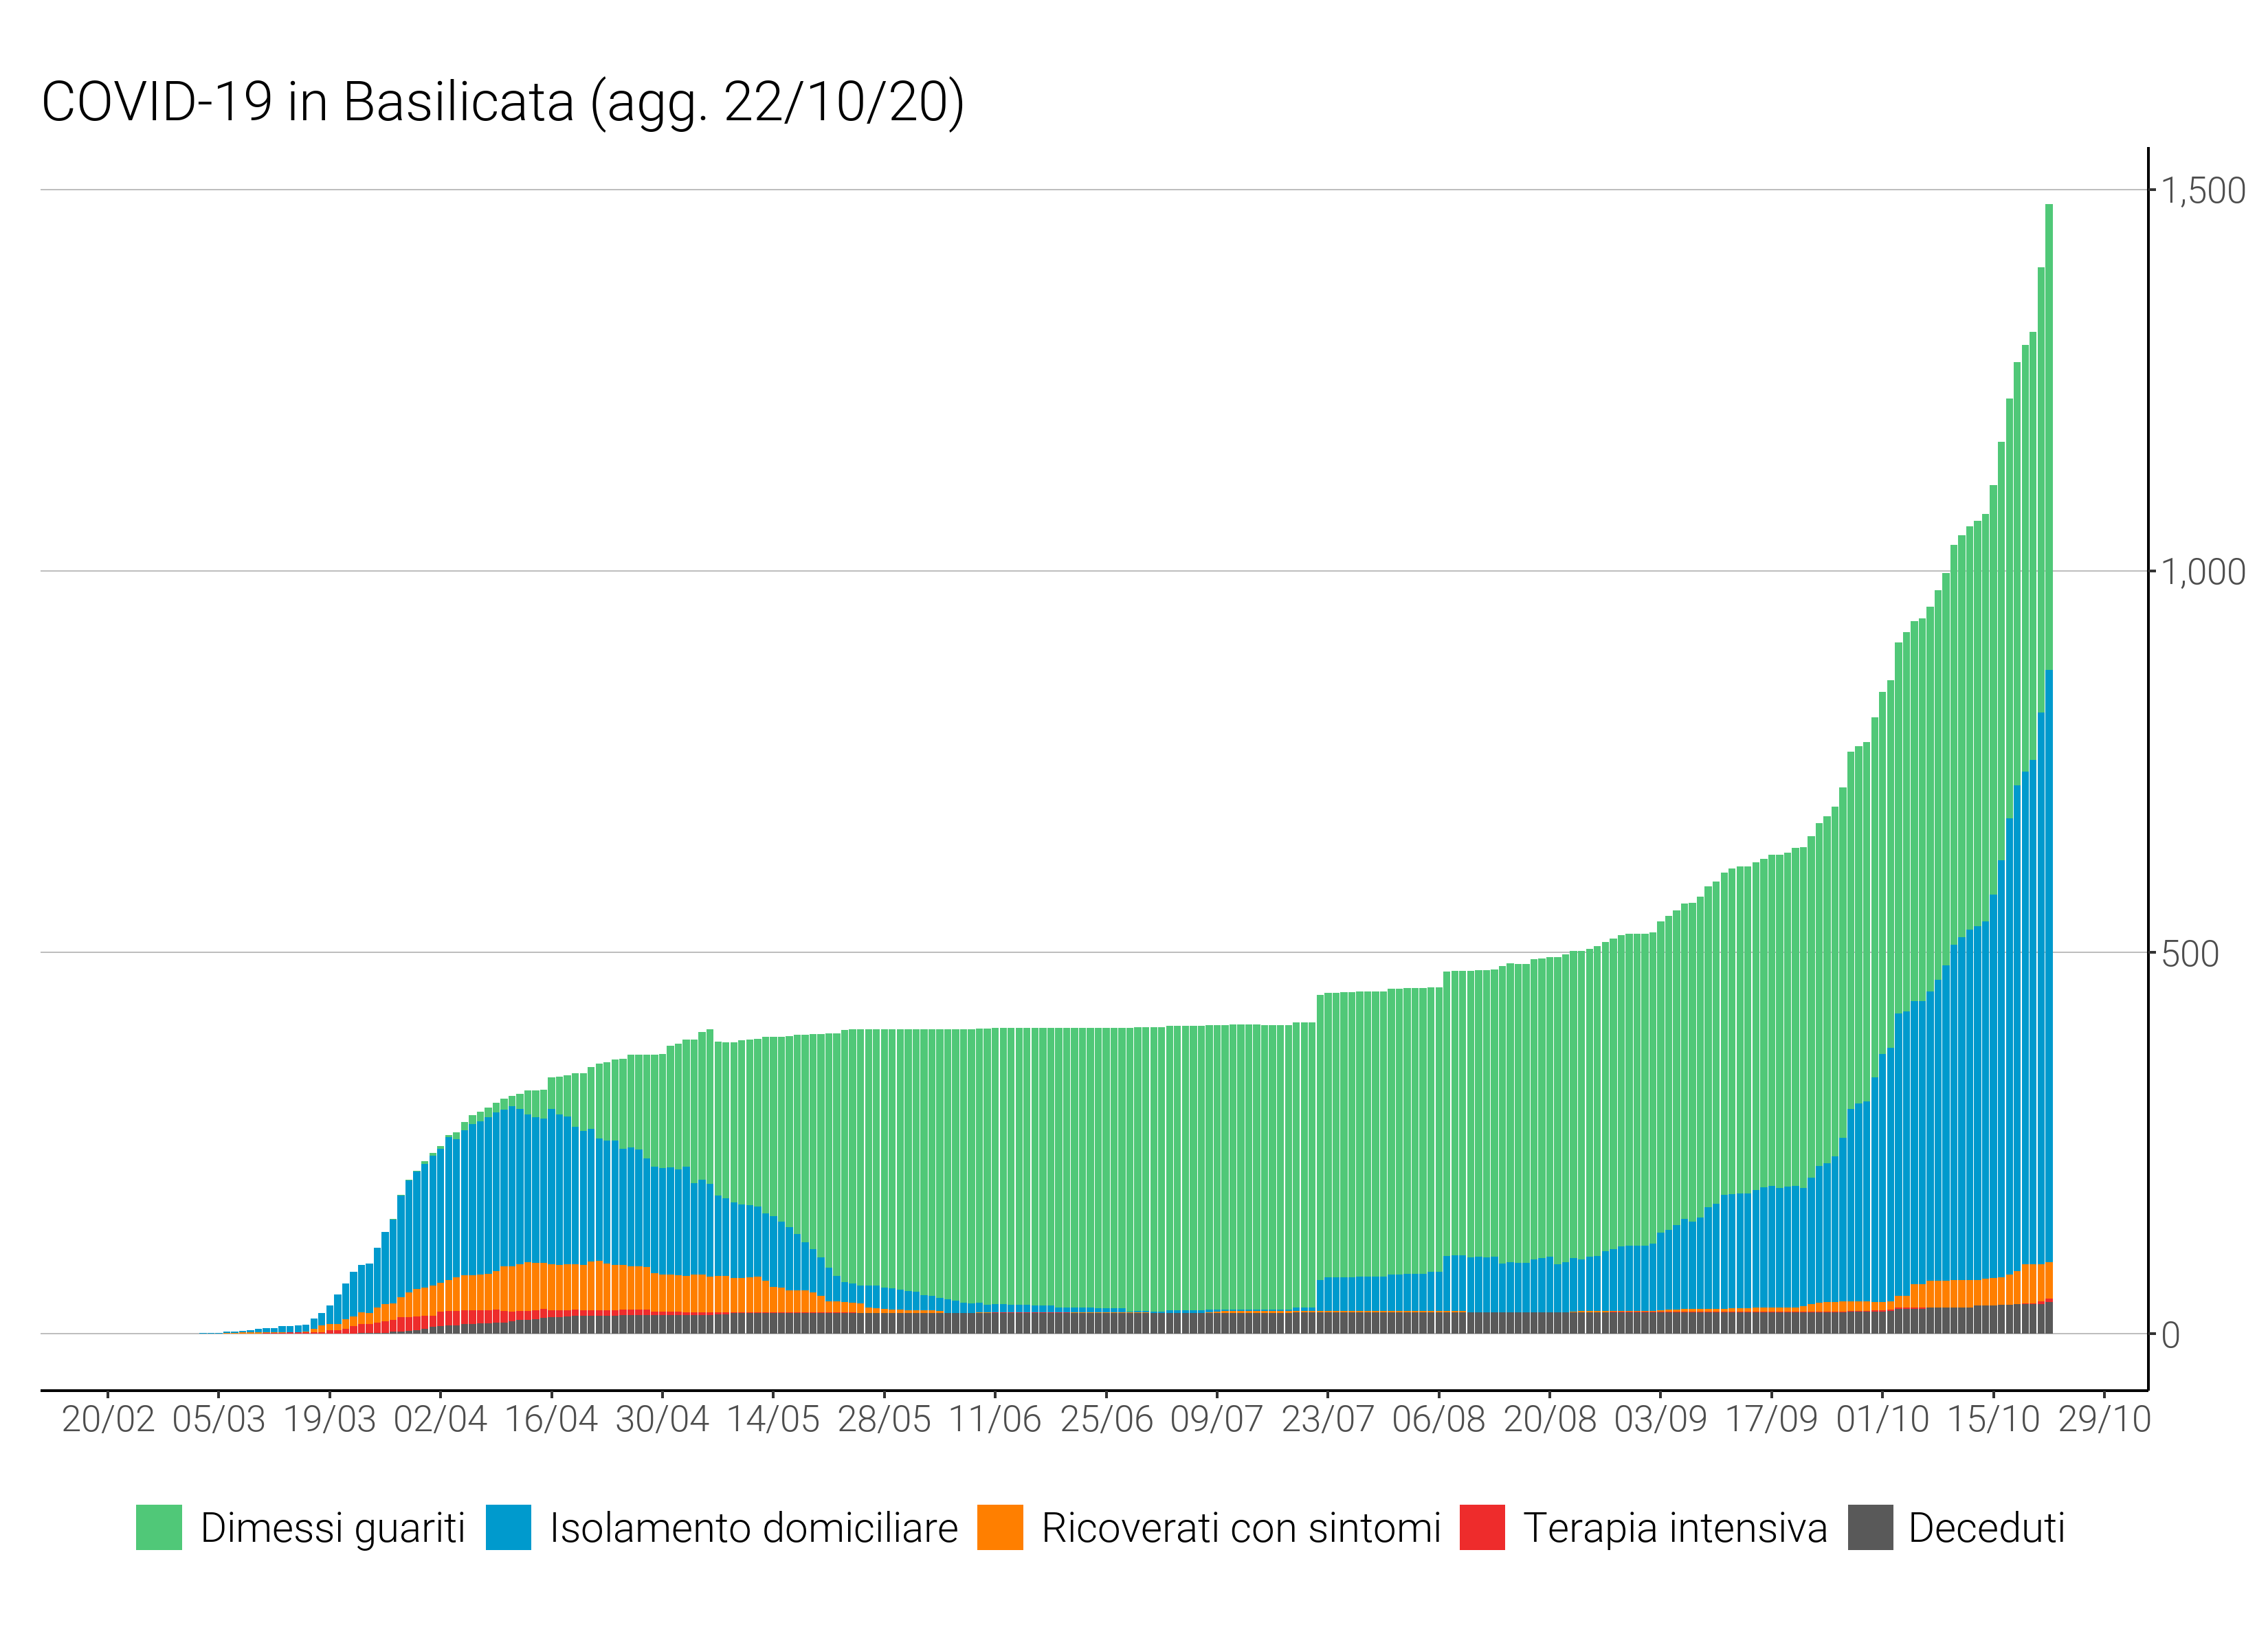 COVID-19 in Basilicata (agg. 22/10/20)
1,500
1,000
500
0
20/02 05/03 19/03 02/04 16/04 30/04 14/05 28/05 11/06 25/06 09/07 23/07 06/08 20/08 03/09 17/09 01/10 15/10 29/10
Dimessi guariti Isolamento domiciliare Ricoverati con sintomi Terapia intensiva Deceduti